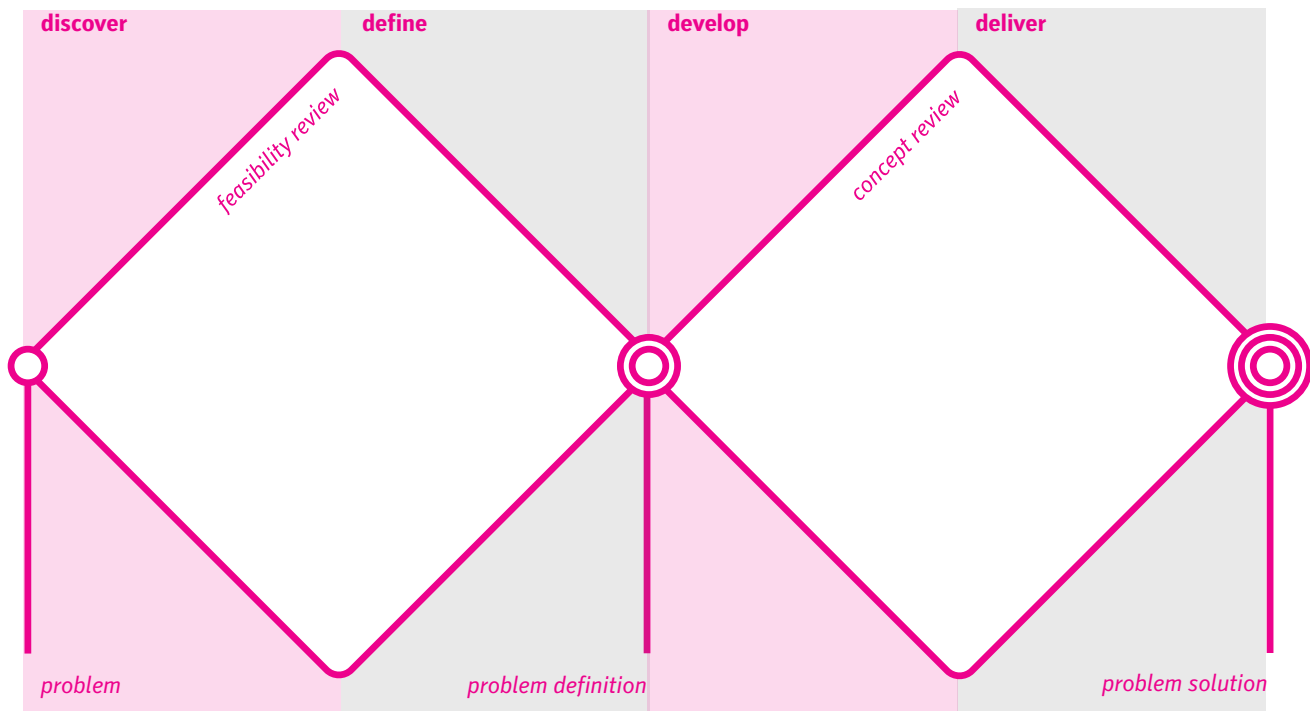 discover
define
develop
deliver
feasibility review
concept review
problem
problem definition
problem solution